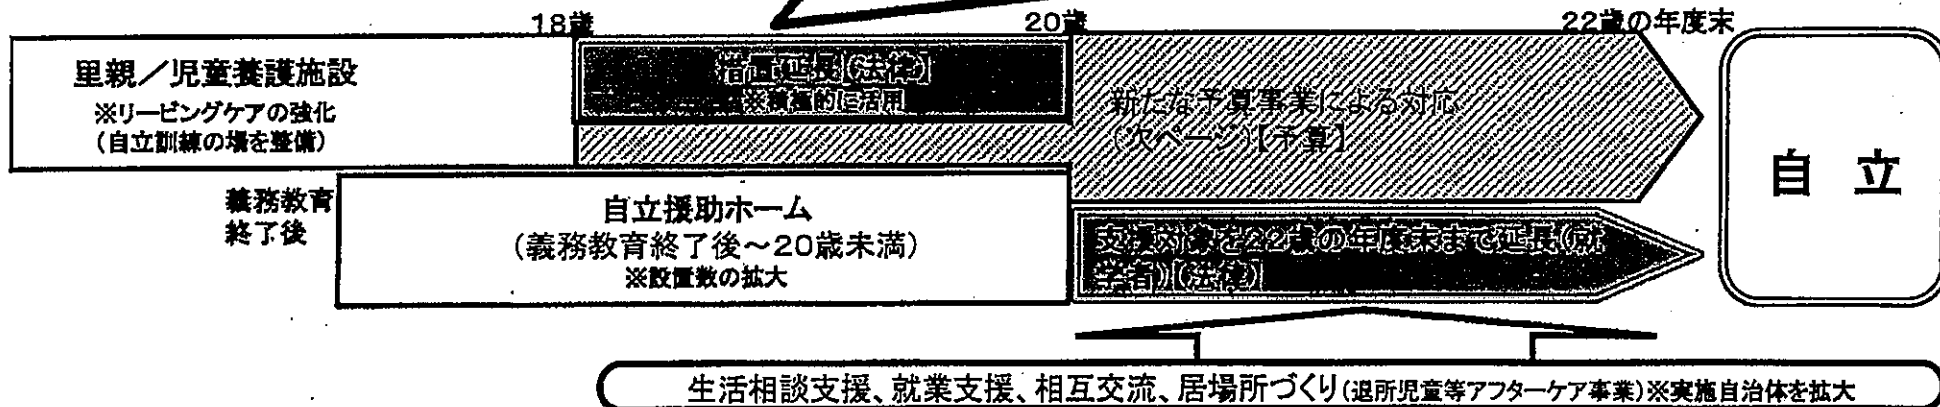 18歳
20歳
22歳の年度末
里親／児童養護施設
※リービングケアの強化
(自立訓練の場を整備)
措置延長【法律】
※積極的に活用
新たな予算事業による対応
(次ページ)【予算】
自 立
義務教育
終了後
自立援助ホーム
(義務教育終了後～20歳未満)
※設置数の拡大
支援対象を22歳の年度末まで延長(就
学者)【法律】
生活相談支援、就業支援、相互交流、居場所づくり(退所児童等アフターケア事業)※実施自治体を拡大